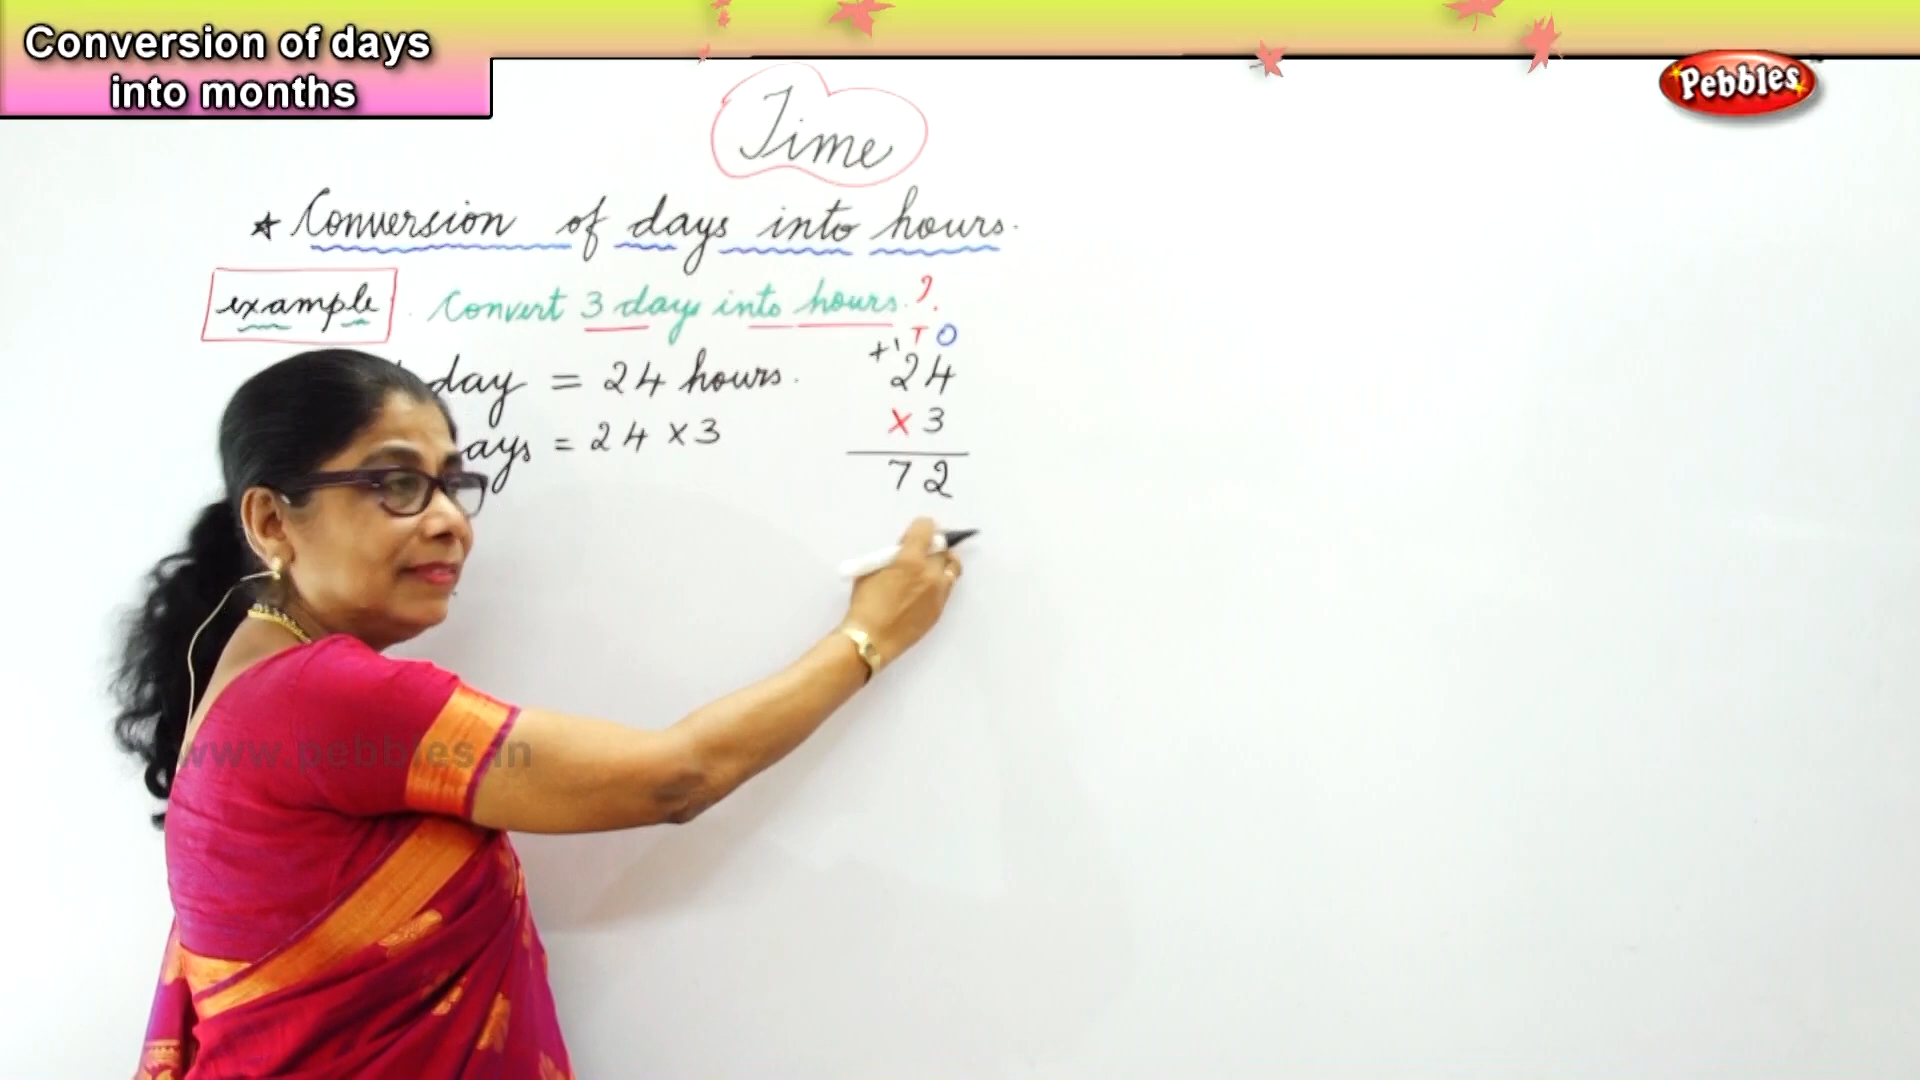 Conversion of days
into months
Pebbles
Time
* Conversion of days into hours.
example. Convert 3 days into hours.?
T O
day = 24 hours.
+1
24
ays = 24 x 3
x 3
72
www.pebbles.in